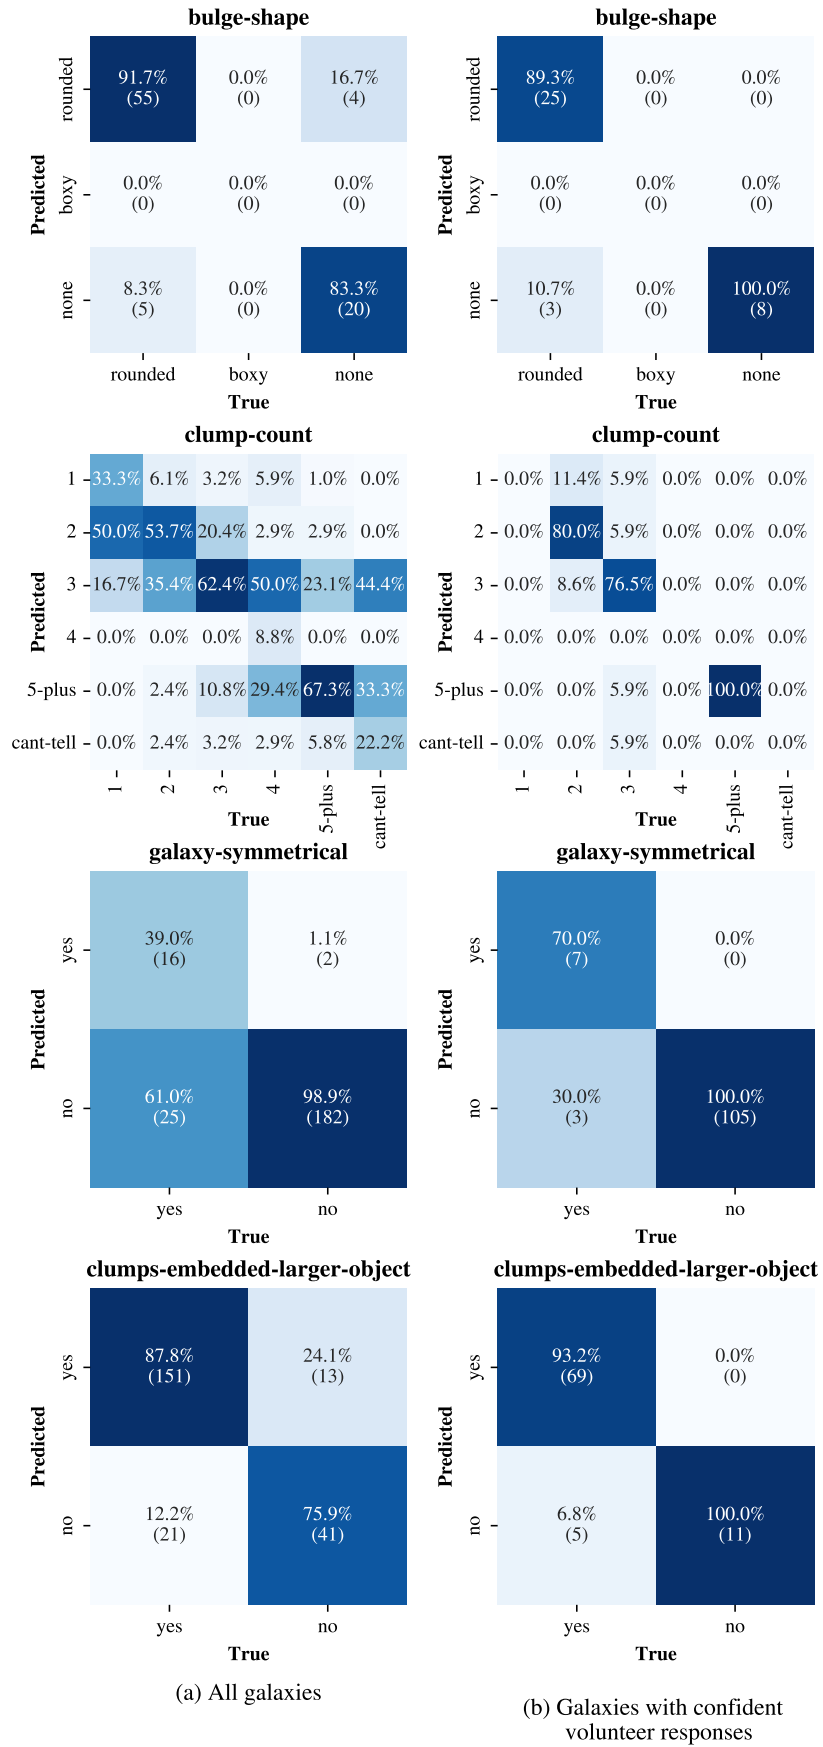 bulge-shape
rounded
91.7%
(55)
0.0%
(0)
16.7%
(4)
boxy
0.0%
(0)
0.0%
(0)
0.0%
(0)
none
8.3%
(5)
0.0%
(0)
83.3%
(20)
Predicted
rounded boxy none
True
bulge-shape
rounded
89.3%
(25)
0.0%
(0)
0.0%
(0)
boxy
0.0%
(0)
0.0%
(0)
0.0%
(0)
none
10.7%
(3)
0.0%
(0)
100.0%
(8)
Predicted
rounded boxy none
True
clump-count
1 33.3% 6.1% 3.2% 5.9% 1.0% 0.0%
2 50.0% 53.7% 20.4% 2.9% 2.9% 0.0%
3 16.7% 35.4% 62.4% 50.0% 23.1% 44.4%
4 0.0% 0.0% 0.0% 8.8% 0.0% 0.0%
5-plus 0.0% 2.4% 10.8% 29.4% 67.3% 33.3%
cant-tell 0.0% 2.4% 3.2% 2.9% 5.8% 22.2%
Predicted
1 2 3 4 5-plus cant-tell
True
clump-count
1 0.0% 11.4% 5.9% 0.0% 0.0% 0.0%
2 0.0% 80.0% 5.9% 0.0% 0.0% 0.0%
3 0.0% 8.6% 76.5% 0.0% 0.0% 0.0%
4 0.0% 0.0% 0.0% 0.0% 0.0% 0.0%
5-plus 0.0% 0.0% 5.9% 0.0% 100.0% 0.0%
cant-tell 0.0% 0.0% 5.9% 0.0% 0.0% 0.0%
Predicted
1 2 3 4 5-plus cant-tell
True
galaxy-symmetrical
yes
39.0%
(16)
1.1%
(2)
no
61.0%
(25)
98.9%
(182)
Predicted
yes no
True
galaxy-symmetrical
yes
70.0%
(7)
0.0%
(0)
no
30.0%
(3)
100.0%
(105)
Predicted
yes no
True
clumps-embedded-larger-object
yes
87.8%
(151)
24.1%
(13)
no
12.2%
(21)
75.9%
(41)
Predicted
yes no
True
clumps-embedded-larger-object
yes
93.2%
(69)
0.0%
(0)
no
6.8%
(5)
100.0%
(11)
Predicted
yes no
True
(a) All galaxies
(b) Galaxies with confident
volunteer responses